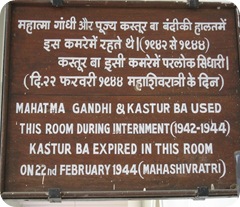 महात्मा गाँधी और पूज्य कस्तूर बा बंदीकी हालतमें
इस कमरेमें रहते थे। (१९४२ से १९४४)
कस्तूर बा इसी कमरेमें परलोक सिधारी
(दि.२२ फरवरी १९४४ महाशिवरात्री के दिन)
MAHATMA GANDHI & KASTUR BA USED
THIS ROOM DURING INTERNMENT (1942-1944)
KASTUR BA EXPIRED IN THIS ROOM
ON 22nd FEBRUARY 1944 (MAHASHIVRATRI)